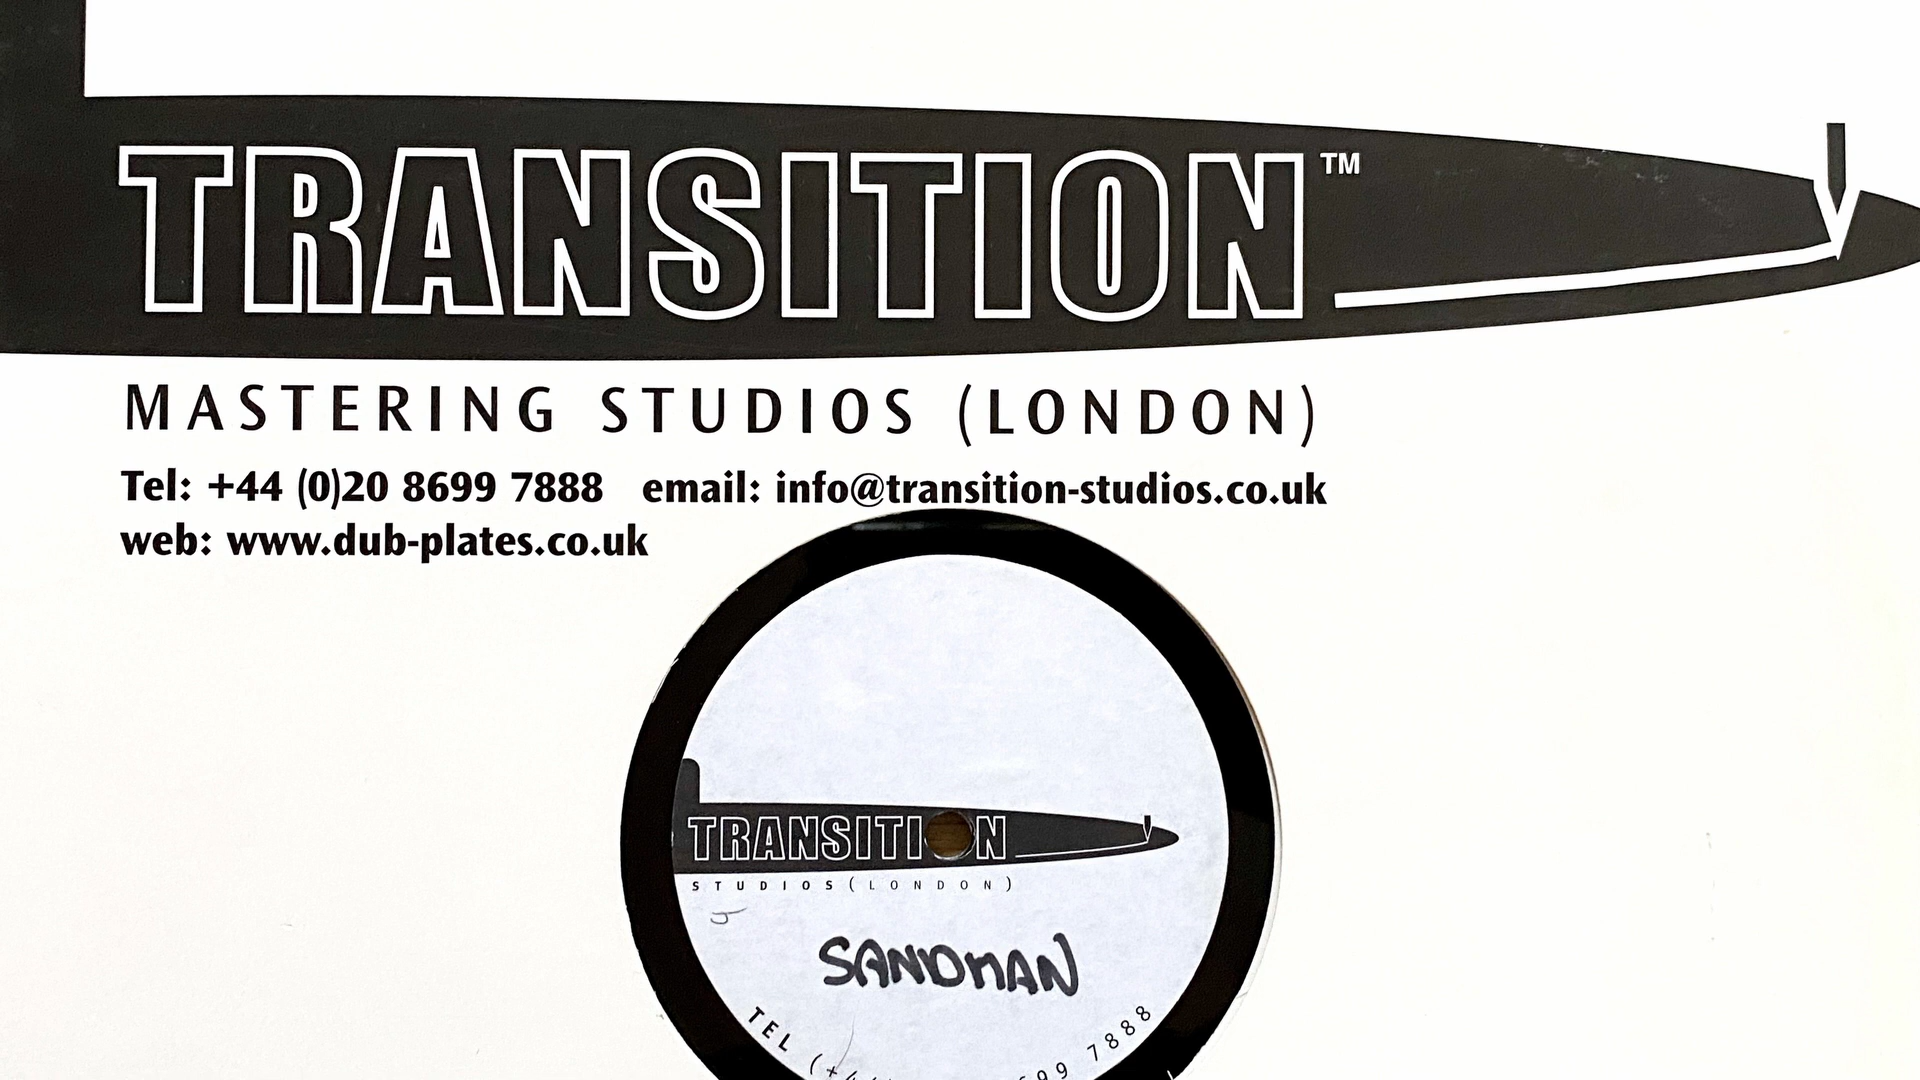 TRANSITION™
MASTERING STUDIOS (LONDON)
Tel: +44 (0)20 8699 7888 email: info@transition-studios.co.uk
web: www.dub-plates.co.uk
TRANSITION
STUDIOS (LONDON)
SANDMAN
TEL (+ 7888